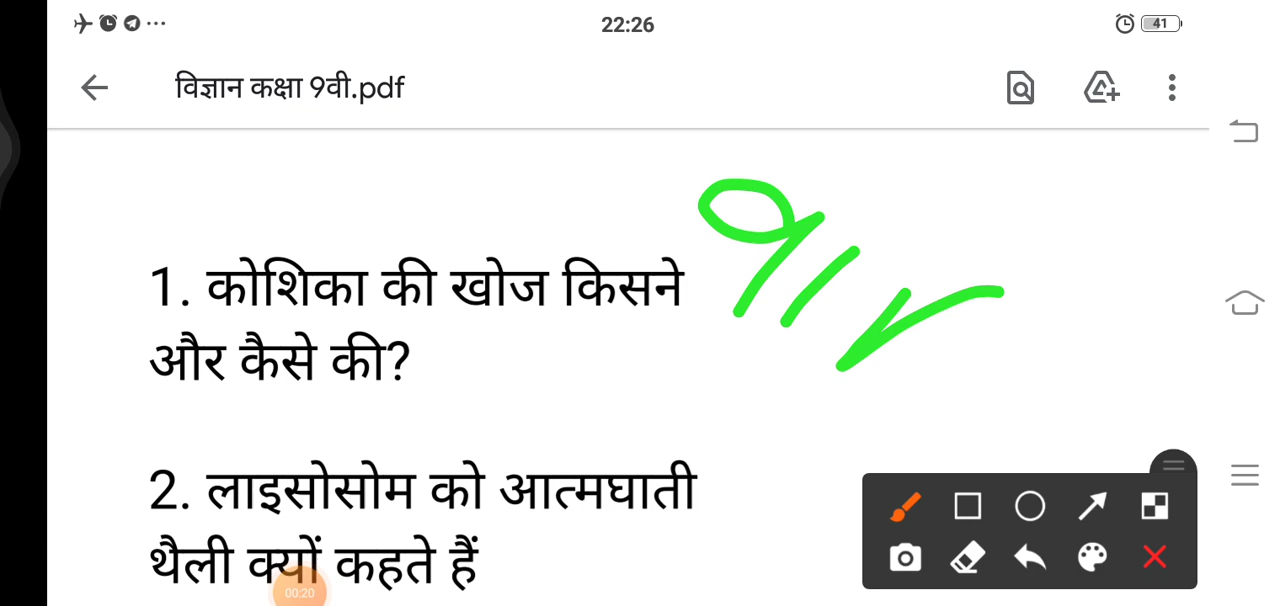 22:26
41
विज्ञान कक्षा 9वी.pdf
1. कोशिका की खोज किसने
और कैसे की?
2. लाइसोसोम को आत्मघाती
थैली क्यों कहते हैं
00:20